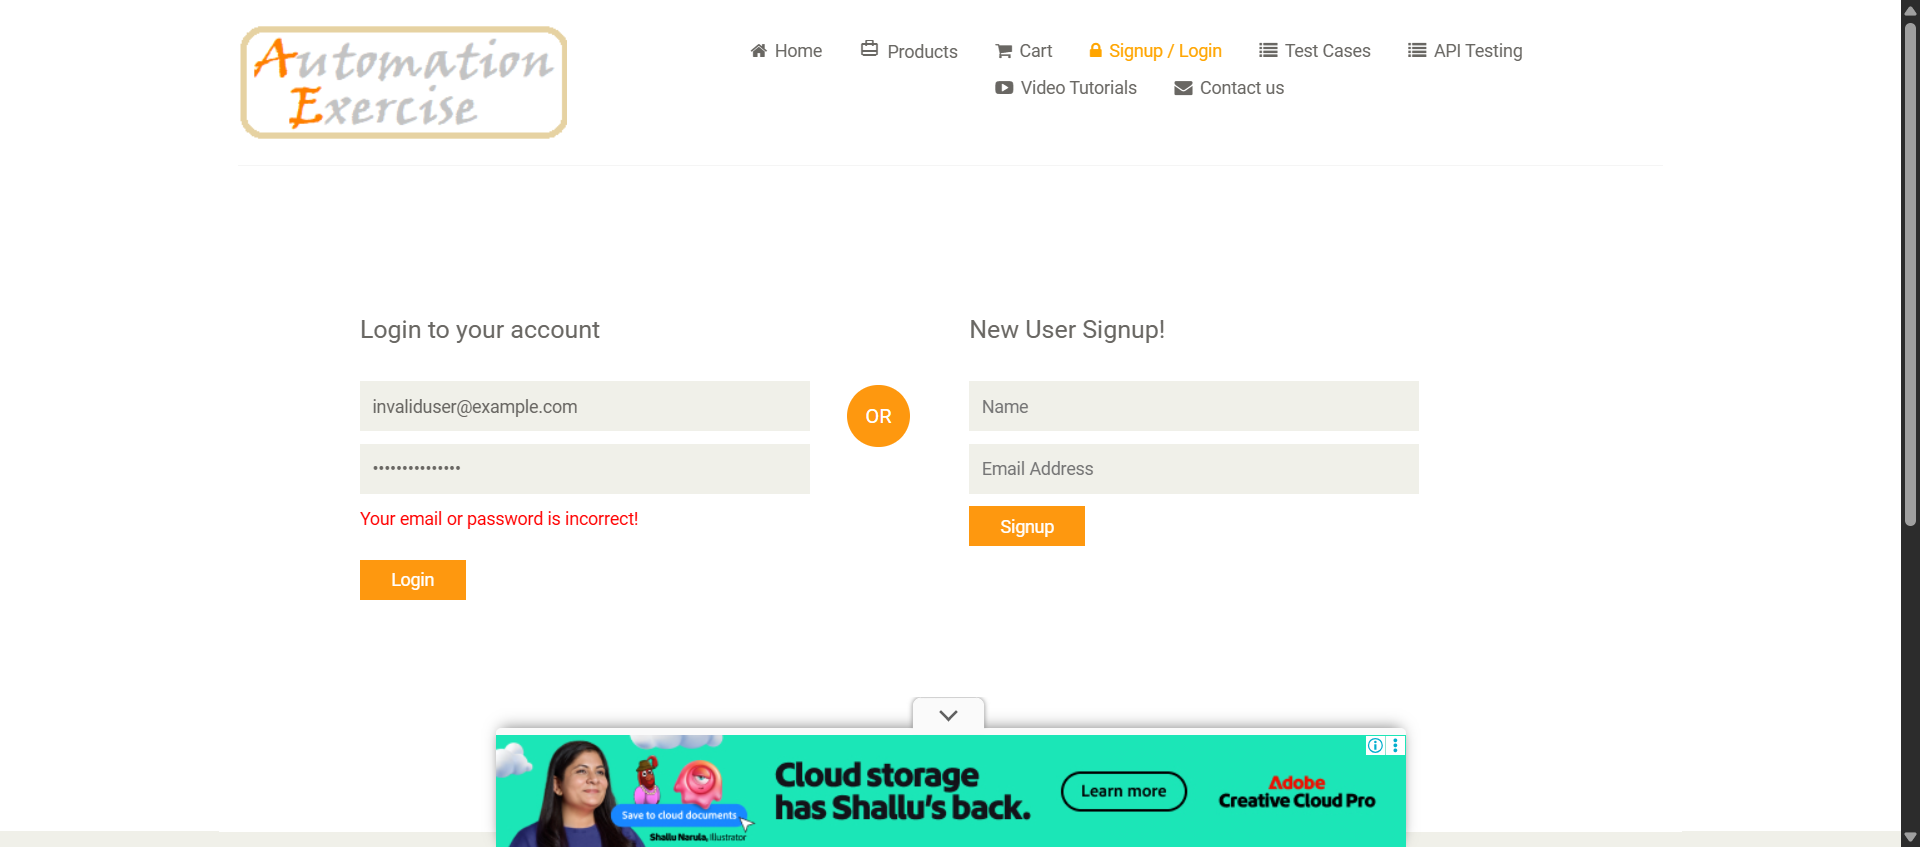 Automation
Exercise
Home
Products
Cart
Signup / Login
Test Cases
API Testing
Video Tutorials
Contact us
Login to your account
New User Signup!
invaliduser@example.com
OR
Name
•••••••••••••••
Email Address
Your email or password is incorrect!
Signup
Login
Cloud storage
has Shallu's back.
Learn more
Adobe
Creative Cloud Pro
Save to cloud documents
Shallu Narula, Illustrator